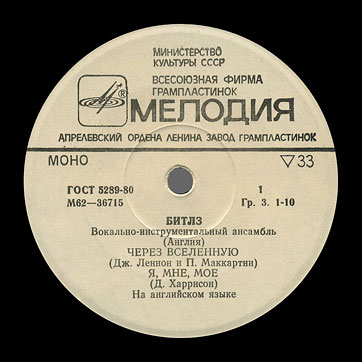 МИНИСТЕРСТВО
КУЛЬТУРЫ СССР
ВСЕСОЮЗНАЯ ФИРМА
ГРАМПЛАСТИНОК
® МЕЛОДИЯ
АПРЕЛЕВСКИЙ ОРДЕНА ЛЕНИНА ЗАВОД ГРАМПЛАСТИНОК
МОНО ▽33
ГОСТ 5289-80 1
М62—36715 Гр. 3. 1-10
БИТЛЗ
Вокально-инструментальный ансамбль
(Англия)
ЧЕРЕЗ ВСЕЛЕННУЮ
(Дж. Леннон и П. Маккартни)
Я, МНЕ, МОЕ
(Д. Харрисон)
На английском языке